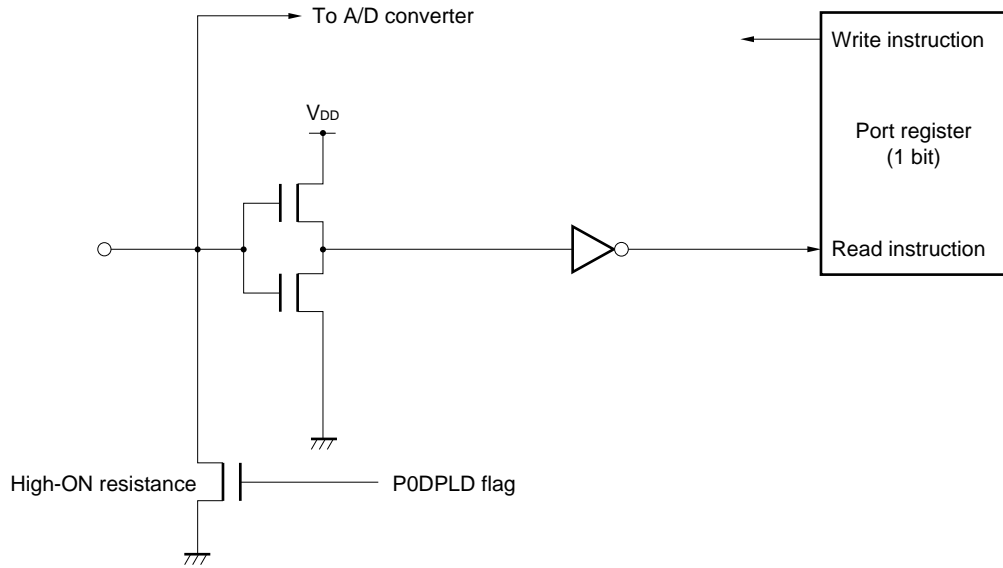 To A/D converter
Write instruction
VDD
Port register
(1 bit)
Read instruction
High-ON resistance
P0DPLD flag